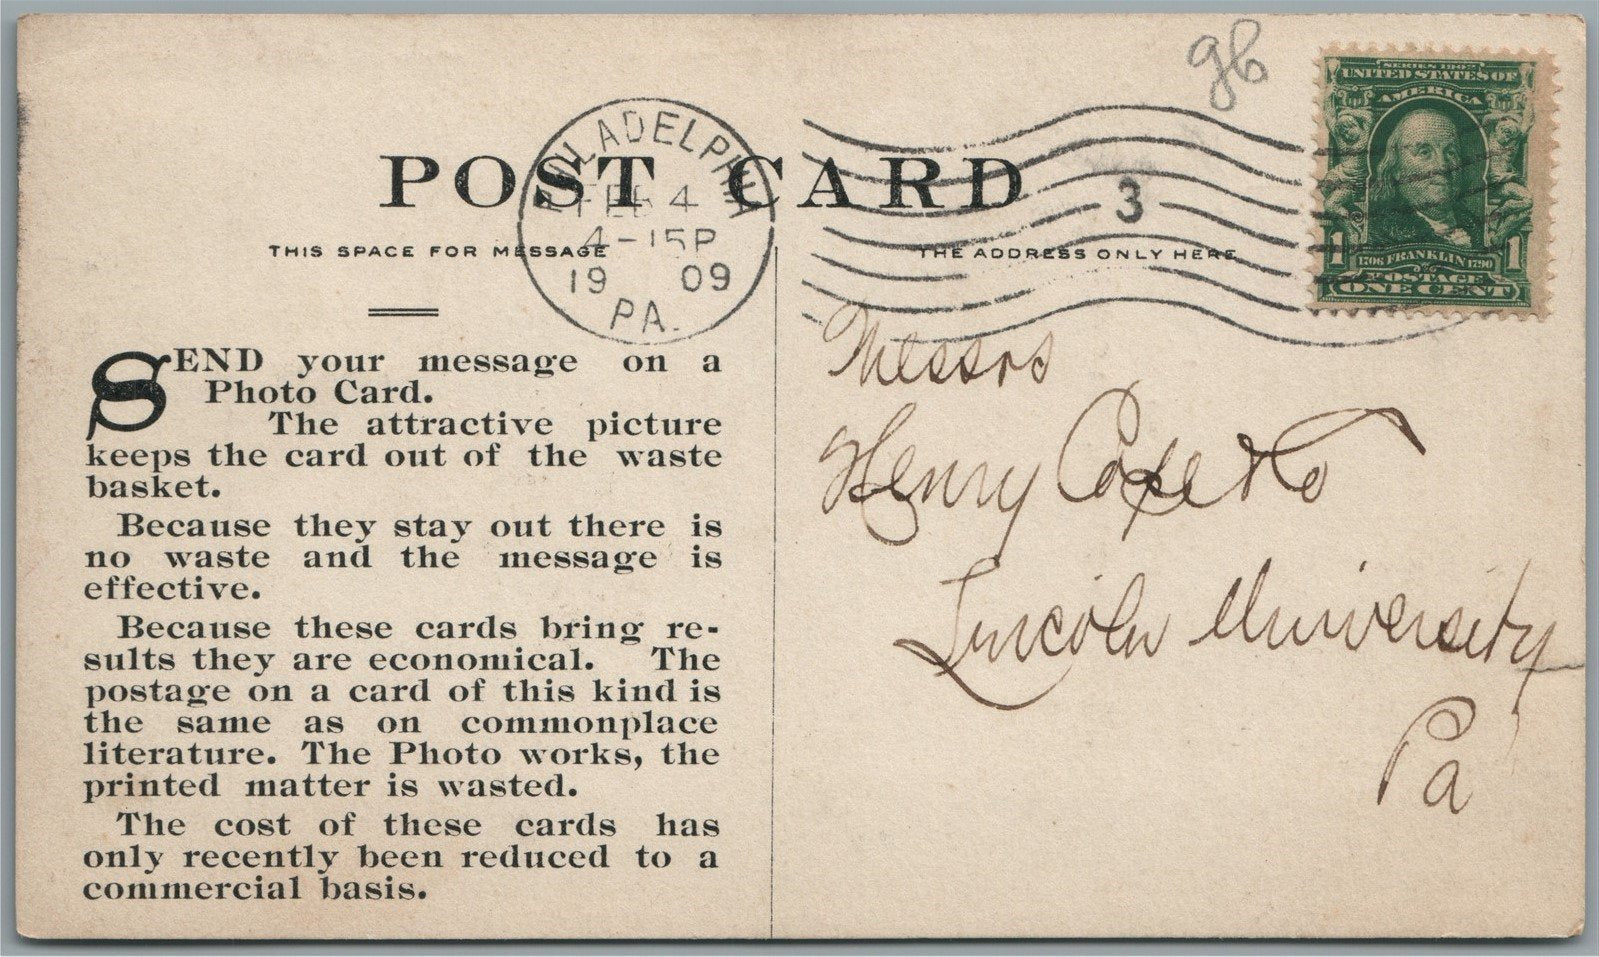 gb
SERIES 1902
UNITED STATES OF
AMERICA
1706 FRANKLIN 1790
1 1
POSTAGE
ONE CENT
PHILADELPHIA
FEB 4
4-15P
19 09
PA.
3
POST CARD
THIS SPACE FOR MESSAGE
THE ADDRESS ONLY HERE
SEND your message on a
Photo Card.
The attractive picture
keeps the card out of the waste
basket.
Because they stay out there is
no waste and the message is
effective.
Because these cards bring re-
sults they are economical. The
postage on a card of this kind is
the same as on commonplace
literature. The Photo works, the
printed matter is wasted.
The cost of these cards has
only recently been reduced to a
commercial basis.
Messrs
Henry Cope &
Lincoln University
Pa